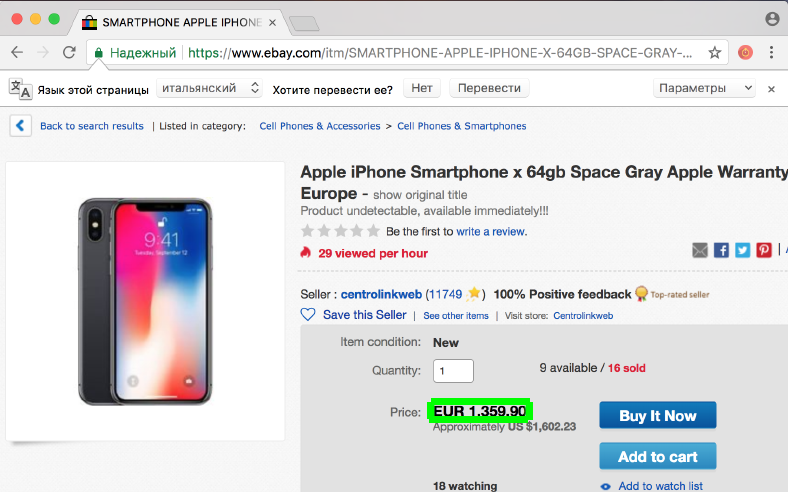 SMARTPHONE APPLE IPHONE
Надежный https://www.ebay.com/itm/SMARTPHONE-APPLE-IPHONE-X-64GB-SPACE-GRAY-...
Язык этой страницы итальянский Хотите перевести ее? Нет Перевести Параметры
Back to search results | Listed in category: Cell Phones & Accessories > Cell Phones & Smartphones
Apple iPhone Smartphone x 64gb Space Gray Apple Warranty
Europe - show original title
Product undetectable, available immediately!!!
Be the first to write a review.
29 viewed per hour
Seller : centrolinkweb (11749 ) 100% Positive feedback Top-rated seller
Save this Seller | See other items | Visit store: Centrolinkweb
Item condition: New
Quantity: 1 9 available / 16 sold
Price: EUR 1,359.90 Buy It Now
Approximately US $1,602.23
Add to cart
18 watching Add to watch list
9:41
Tuesday, September 12